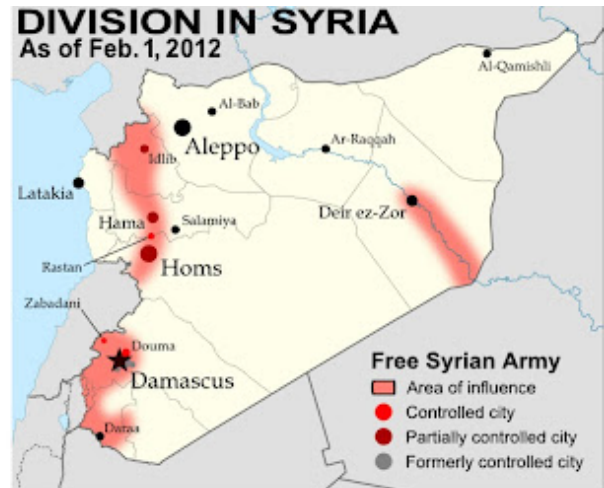 DIVISION IN SYRIA
As of Feb. 1, 2012
Al-Qamishli
Al-Bab
Aleppo
Ar-Raqqah
Idlib
Latakia
Deir ez-Zor
Hama
Salamiya
Rastan
Homs
Zabadani
Douma
Damascus
Daraa
Free Syrian Army
Area of influence
Controlled city
Partially controlled city
Formerly controlled city